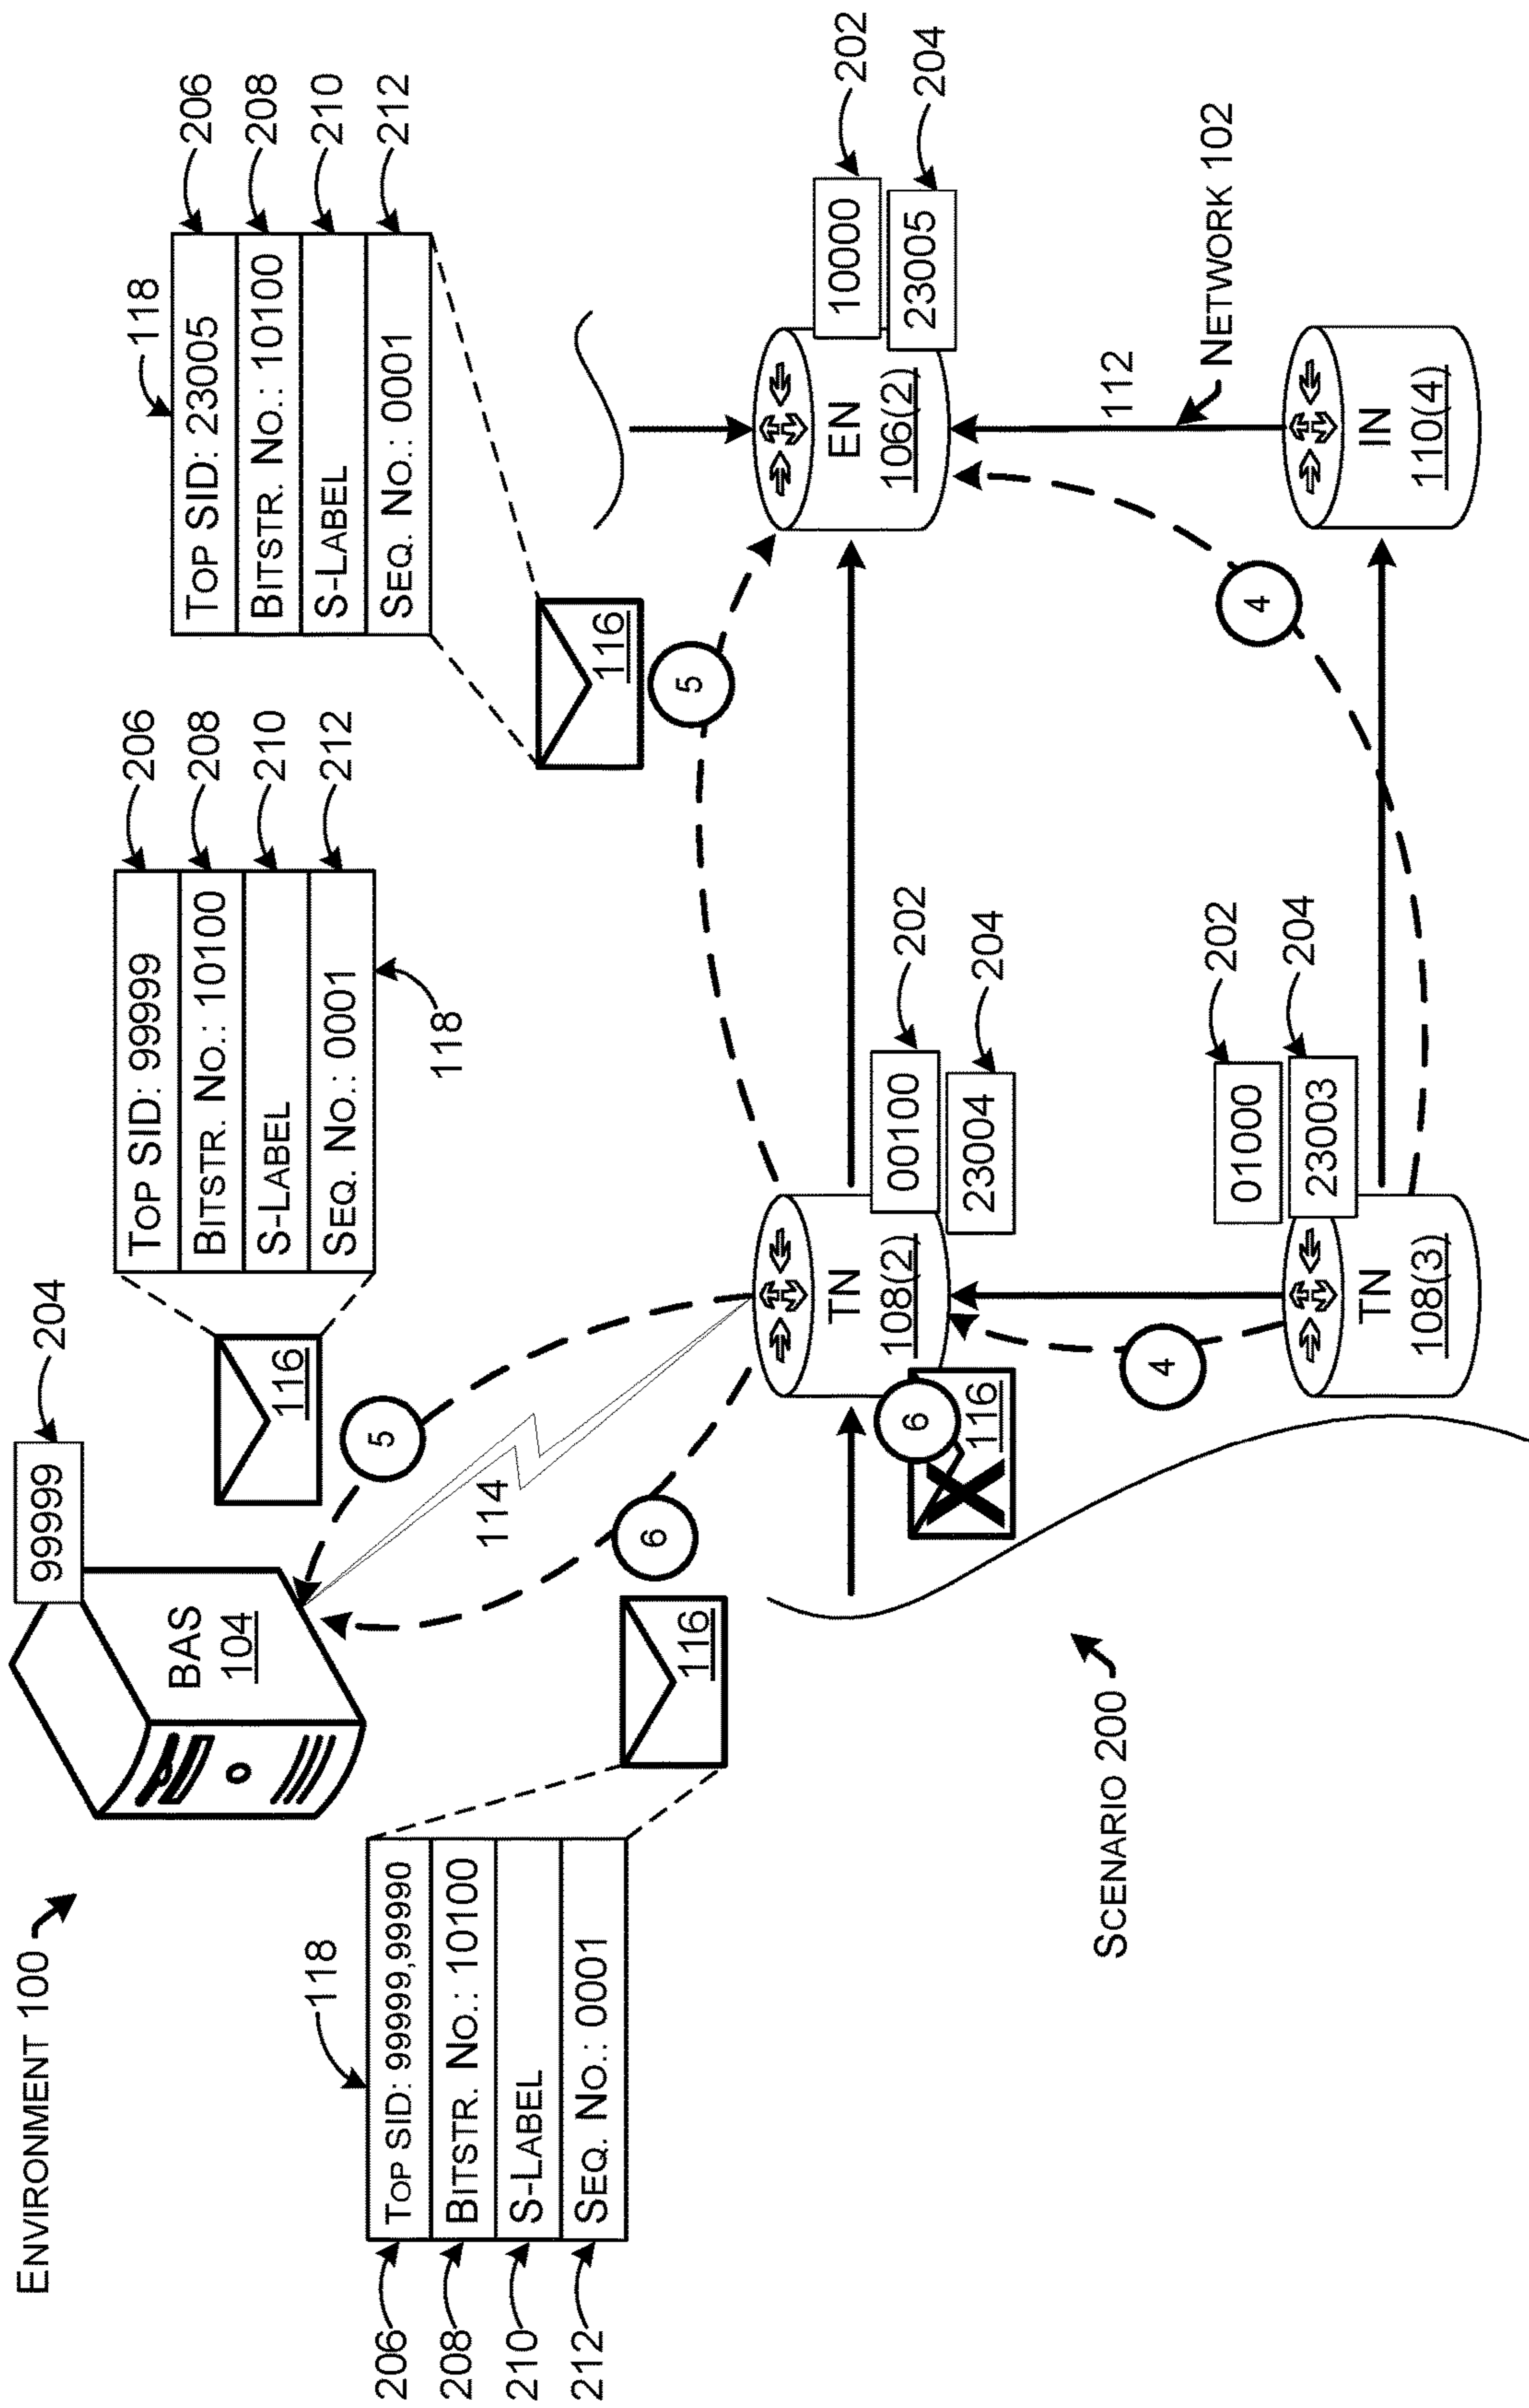 ENVIRONMENT 100
99999
204
BAS
104
TOP SID: 99999
BITSTR. NO.: 10100
S-LABEL
SEQ. NO.: 0001
206
208
210
212
118
116
5
118
TOP SID: 23005
BITSTR. NO.: 10100
S-LABEL
SEQ. NO.: 0001
206
208
210
212
116
5
118
TOP SID: 99999,99990
BITSTR. NO.: 10100
S-LABEL
SEQ. NO.: 0001
206
208
210
212
116
6
114
TN
108(2)
00100
202
23004
204
6
116
EN
106(2)
10000
202
23005
204
4
4
112
NETWORK 102
SCENARIO 200
TN
108(3)
01000
202
23003
204
IN
110(4)